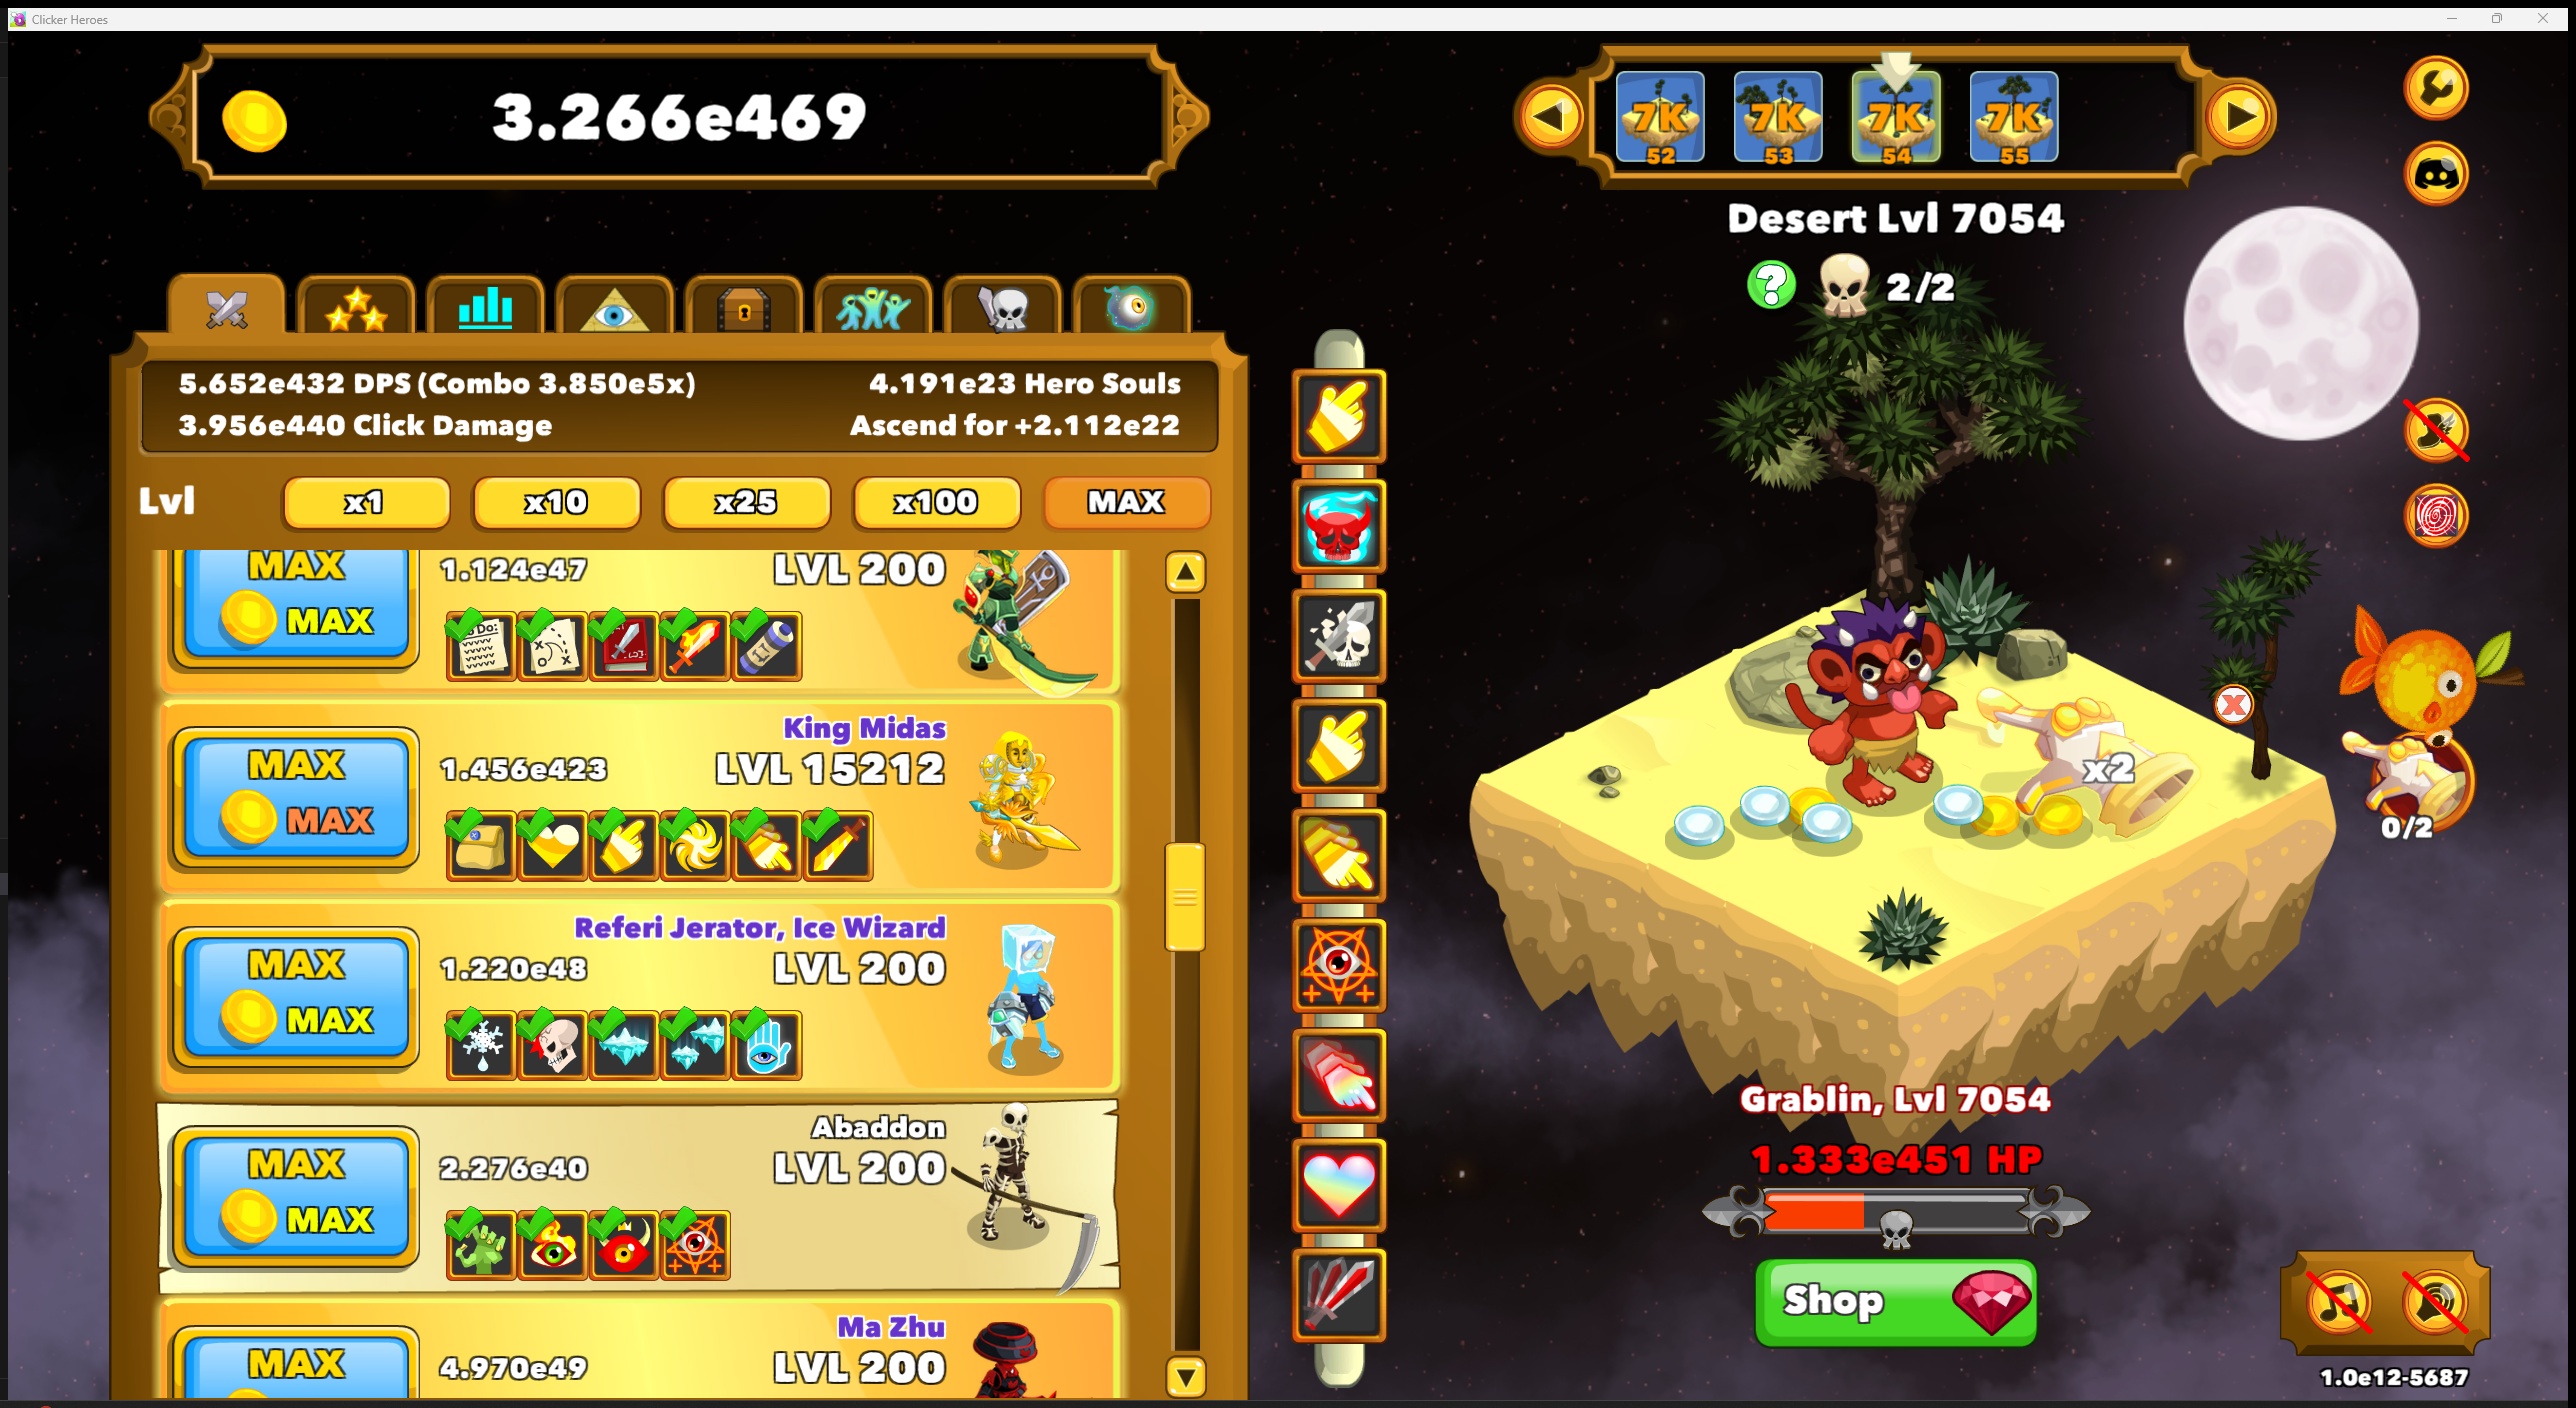 Clicker Heroes
3.266e469
7K
52
7K
53
7K
54
7K
55
Desert Lvl 7054
2/2
5.652e432 DPS (Combo 3.850e5x)
4.191e23 Hero Souls
3.956e440 Click Damage
Ascend for +2.112e22
Lvl
x1
x10
x25
x100
MAX
MAX
MAX
1.124e47
LVL 200
Do:
King Midas
MAX
MAX
1.456e423
LVL 15212
Referi Jerator, Ice Wizard
MAX
MAX
1.220e48
LVL 200
Abaddon
MAX
MAX
2.276e40
LVL 200
Ma Zhu
MAX
4.970e49
LVL 200
x2
0/2
Grablin, Lvl 7054
1.333e451 HP
Shop
1.0e12-5687